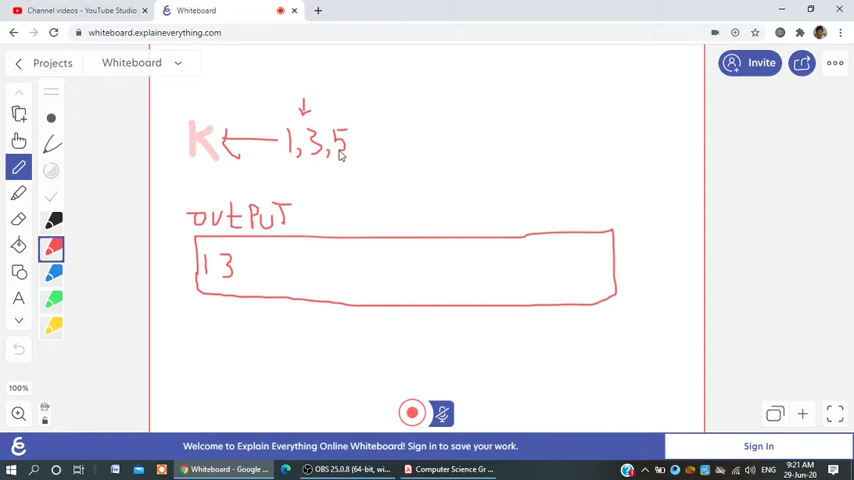 Channel videos - YouTube Studio
Whiteboard
whiteboard.explaineverything.com
Projects
Whiteboard
Invite
K ← 1, 3, 5
OUTPUT
1 3
A
100%
Welcome to Explain Everything Online Whiteboard! Sign in to save your work.
Sign In
Whiteboard - Google ...
OBS 25.0.8 (64-bit, wi...
Computer Science Gr ...
ENG
9:21 AM
29-Jun-20